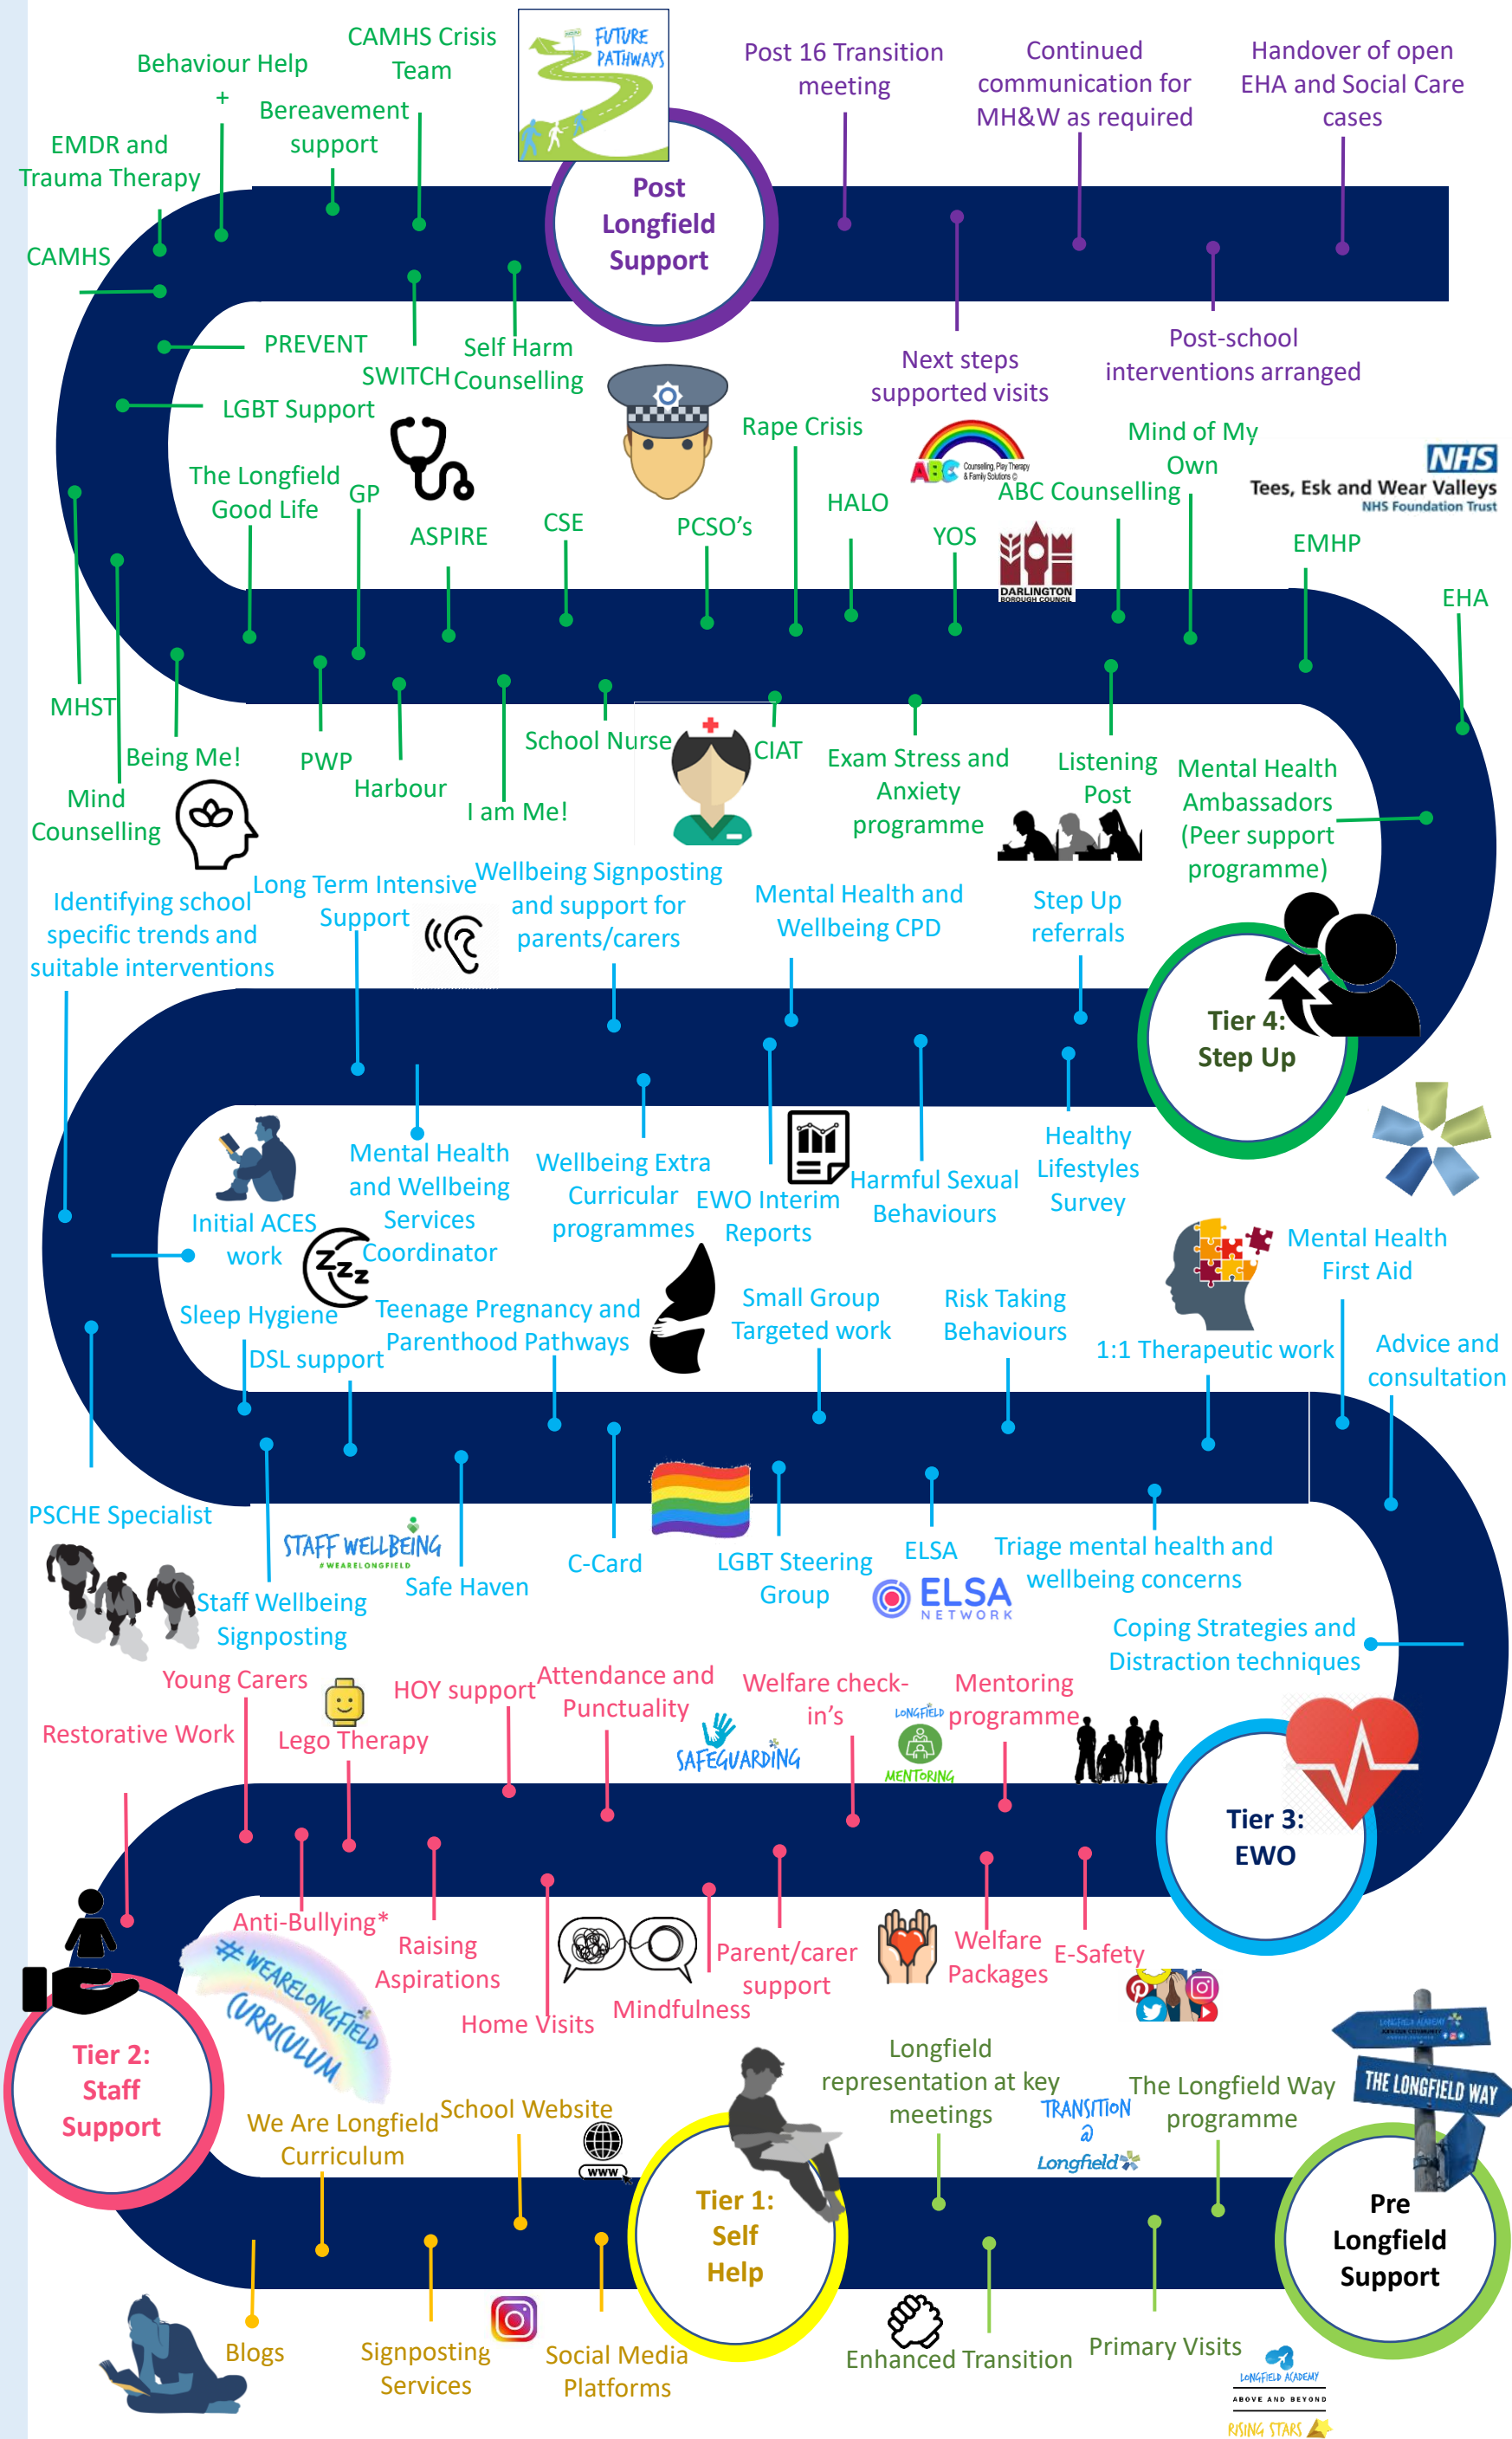 CAMHS Crisis
Team
Behaviour Help
+
Bereavement
support
EMDR and
Trauma Therapy
CAMHS
FUTURE
PATHWAYS
Post
Longfield
Support
Post 16 Transition
meeting
Continued
communication for
MH&W as required
Handover of open
EHA and Social Care
cases
PREVENT
SWITCH
Self Harm
Counselling
LGBT Support
Next steps
supported visits
Post-school
interventions arranged
The Longfield
Good Life
GP
ASPIRE
CSE
PCSO's
Rape Crisis
HALO
YOS
ABC
Counseling, Play Therapy
& Family Solutions ©
ABC Counselling
DARLINGTON
BOROUGH COUNCIL
Mind of My
Own
NHS
Tees, Esk and Wear Valleys
NHS Foundation Trust
EMHP
EHA
MHST
Being Me!
Mind
Counselling
PWP
Harbour
I am Me!
School Nurse
CIAT
Exam Stress and
Anxiety
programme
Listening
Post
Mental Health
Ambassadors
(Peer support
programme)
Identifying school
specific trends and
suitable interventions
Long Term Intensive
Support
Wellbeing Signposting
and support for
parents/carers
Mental Health and
Wellbeing CPD
Step Up
referrals
Tier 4:
Step Up
Initial ACES
work
Mental Health
and Wellbeing
Services
Coordinator
Wellbeing Extra
Curricular
programmes
EWO Interim
Reports
Harmful Sexual
Behaviours
Healthy
Lifestyles
Survey
Mental Health
First Aid
zzz
Sleep Hygiene
DSL support
Teenage Pregnancy and
Parenthood Pathways
Small Group
Targeted work
Risk Taking
Behaviours
1:1 Therapeutic work
Advice and
consultation
PSCHE Specialist
STAFF WELLBEING
#WEARELONGFIELD
Staff Wellbeing
Signposting
Safe Haven
C-Card
LGBT Steering
Group
ELSA
ELSA
NETWORK
Triage mental health and
wellbeing concerns
Coping Strategies and
Distraction techniques
Restorative Work
Young Carers
Lego Therapy
HOY support
Attendance and
Punctuality
SAFEGUARDING
Welfare check-
in's
LONGFIELD
MENTORING
Mentoring
programme
Tier 3:
EWO
Anti-Bullying*
#WEARELONGFIELD
CURRICULUM
Raising
Aspirations
Home Visits
Mindfulness
Parent/carer
support
Welfare
Packages
E-Safety
Tier 2:
Staff
Support
We Are Longfield
Curriculum
School Website
WWW
Tier 1:
Self
Help
Longfield
representation at key
meetings
TRANSITION
@
Longfield
The Longfield Way
programme
LONGFIELD ACADEMY
THE LONGFIELD WAY
Pre
Longfield
Support
Blogs
Signposting
Services
Social Media
Platforms
Enhanced Transition
Primary Visits
LONGFIELD ACADEMY
ABOVE AND BEYOND
RISING STARS